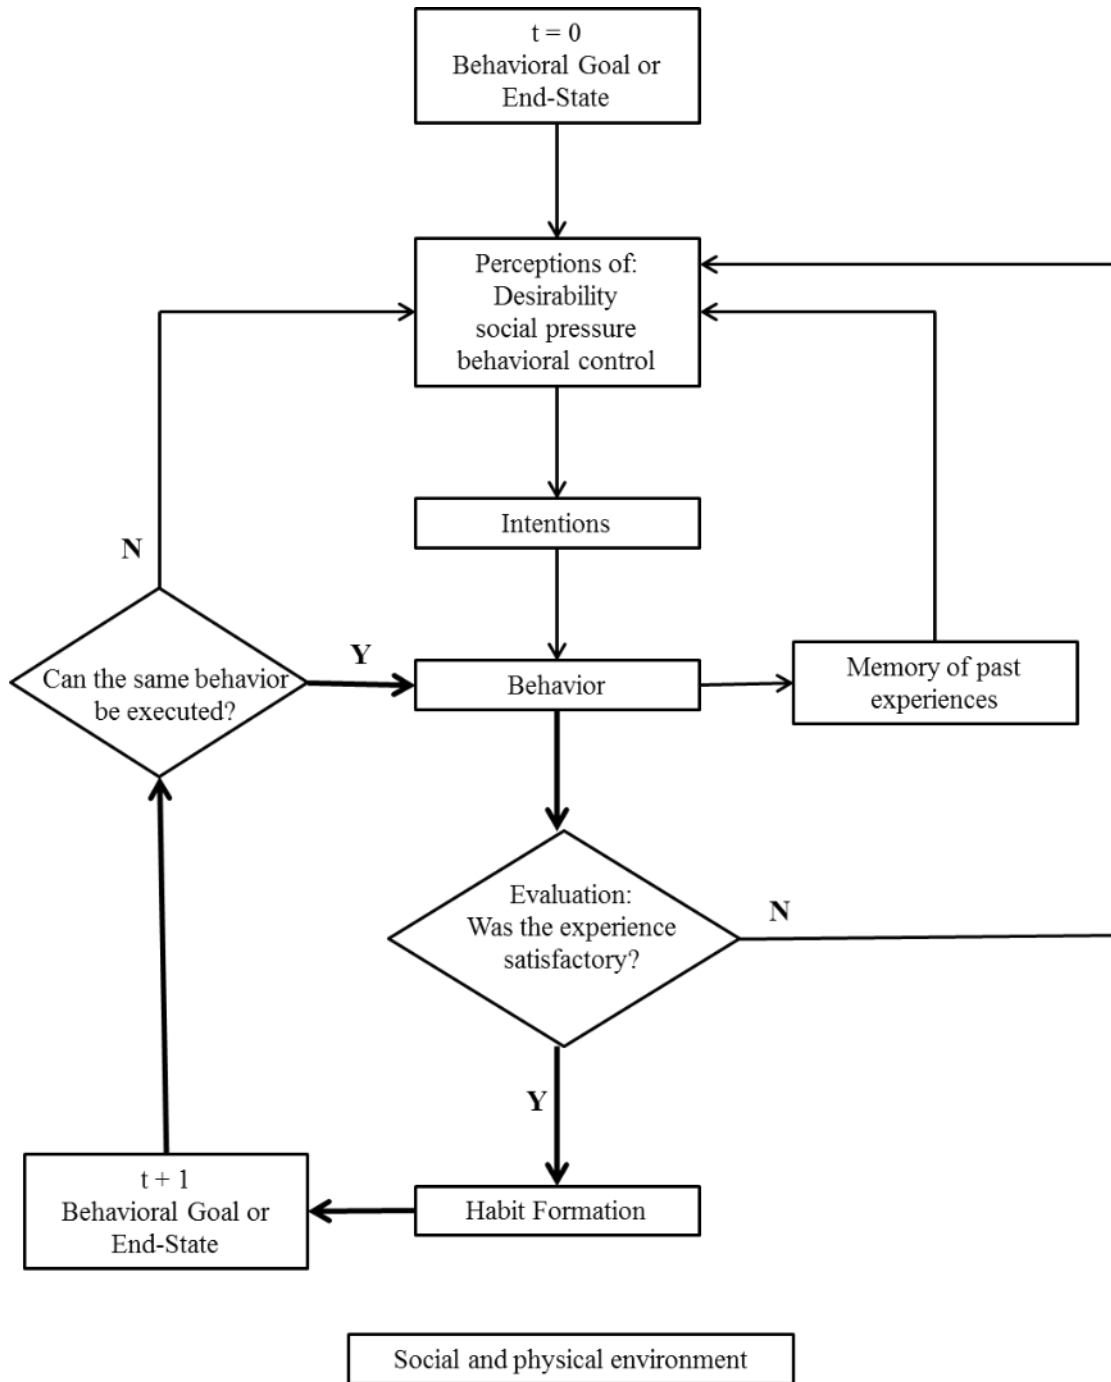 t = 0
Behavioral Goal or
End-State
Perceptions of:
Desirability
social pressure
behavioral control
Intentions
N
Can the same behavior
be executed?
Y
Behavior
Memory of past
experiences
Evaluation:
Was the experience
satisfactory?
N
Y
t + 1
Behavioral Goal or
End-State
Habit Formation
Social and physical environment